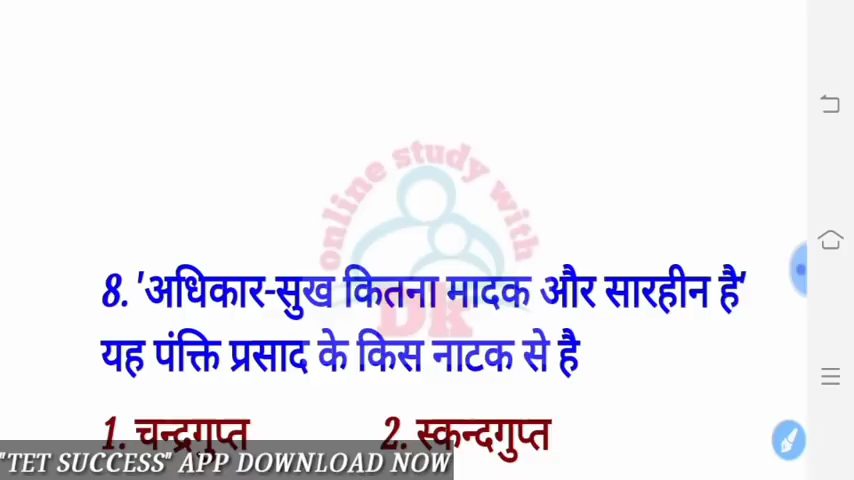 online study with
DK
8. 'अधिकार-सुख कितना मादक और सारहीन है'
यह पंक्ति प्रसाद के किस नाटक से है
1. चन्द्रगुप्त 2. स्कन्दगुप्त
"TET SUCCESS" APP DOWNLOAD NOW